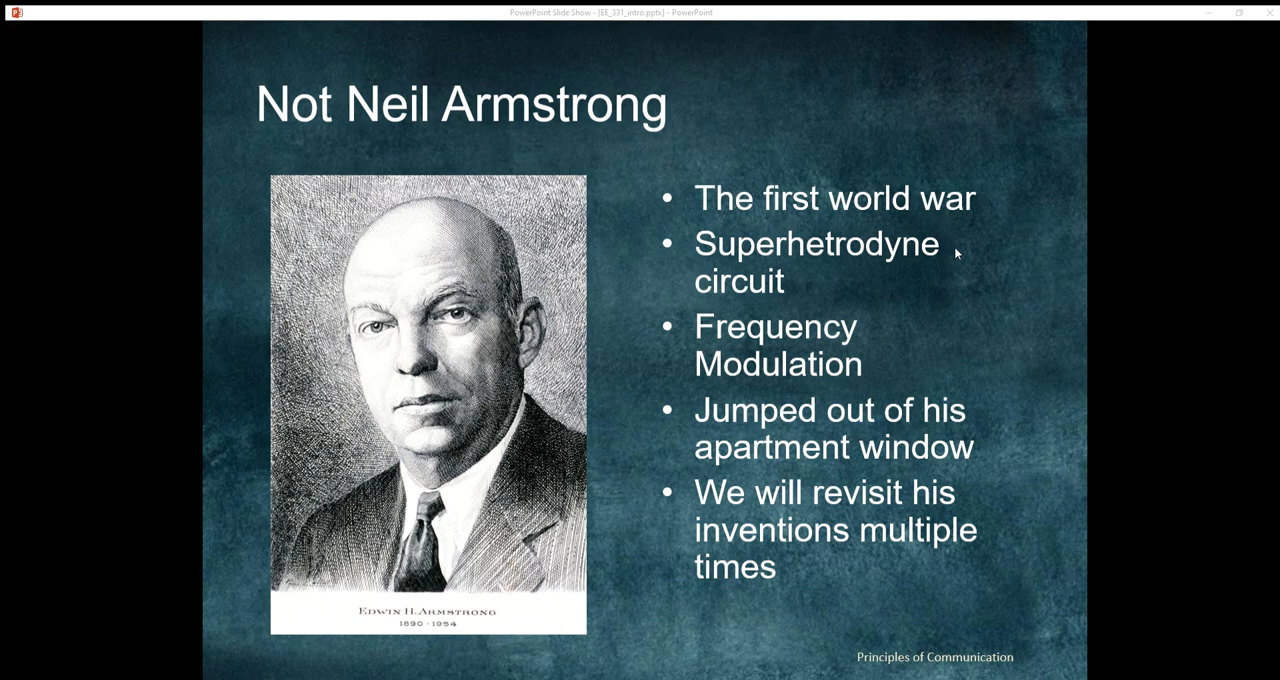 PowerPoint Slide Show - [EE_331_intro.pptx] - PowerPoint
Not Neil Armstrong
• The first world war
• Superhetrodyne
circuit
• Frequency
Modulation
• Jumped out of his
apartment window
• We will revisit his
inventions multiple
times
EDWIN H. ARMSTRONG
1890 - 1954
Principles of Communication